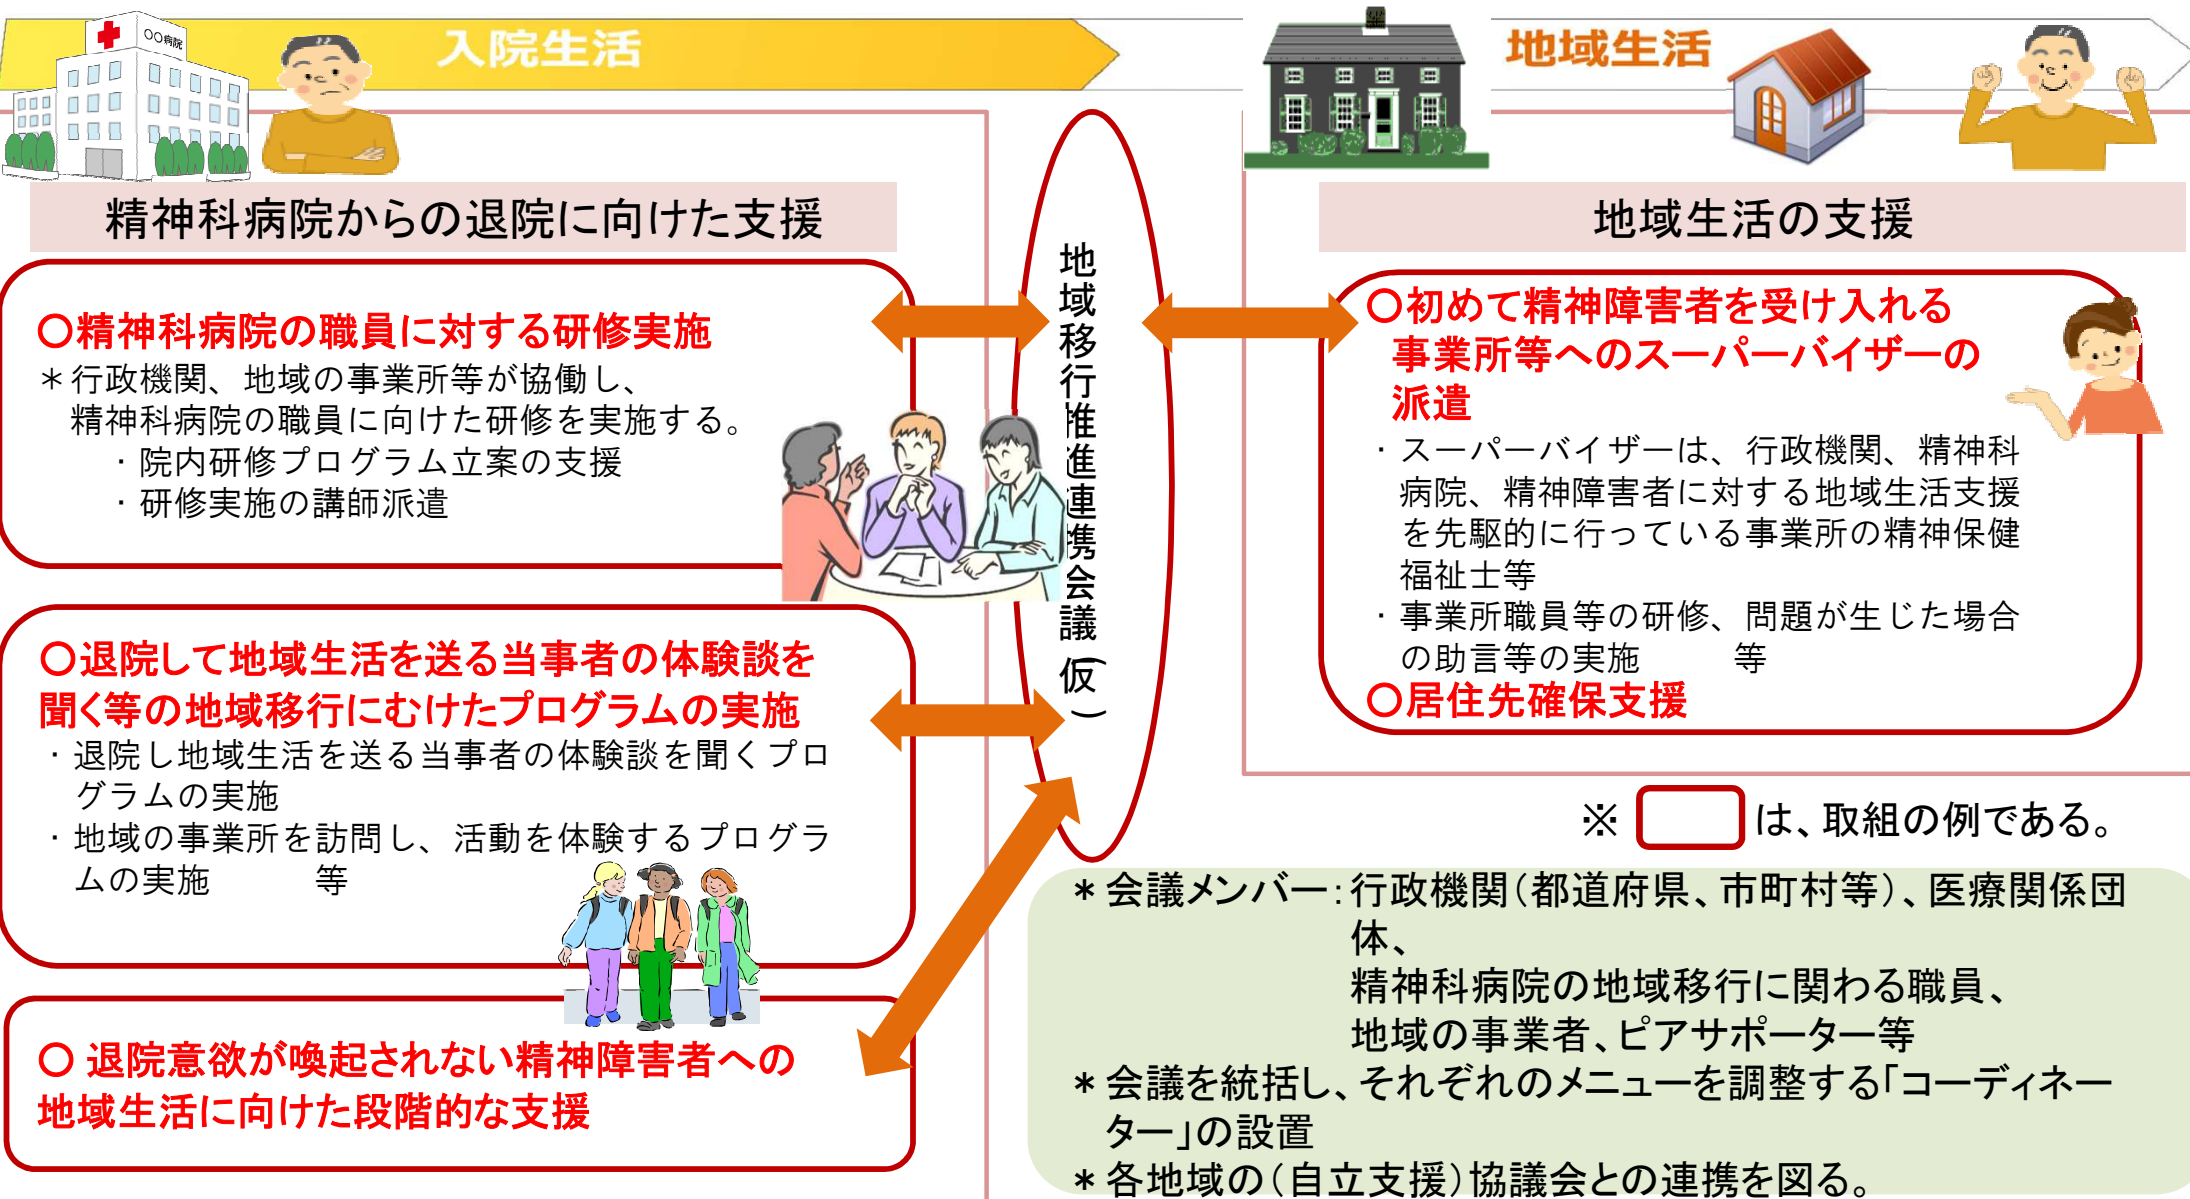 〇〇病院
入院生活
地域生活
精神科病院からの退院に向けた支援
〇精神科病院の職員に対する研修実施
＊行政機関、地域の事業所等が協働し、
精神科病院の職員に向けた研修を実施する。
・院内研修プログラム立案の支援
・研修実施の講師派遣
〇退院して地域生活を送る当事者の体験談を
聞く等の地域移行にむけたプログラムの実施
・退院し地域生活を送る当事者の体験談を聞くプロ
グラムの実施
・地域の事業所を訪問し、活動を体験するプログラ
ムの実施　　等
〇 退院意欲が喚起されない精神障害者への
地域生活に向けた段階的な支援
地域移行推進連携会議（仮）
地域生活の支援
〇初めて精神障害者を受け入れる
事業所等へのスーパーバイザーの
派遣
・スーパーバイザーは、行政機関、精神科
病院、精神障害者に対する地域生活支援
を先駆的に行っている事業所の精神保健
福祉士等
・事業所職員等の研修、問題が生じた場合
の助言等の実施　　等
〇居住先確保支援
※　　は、取組の例である。
＊会議メンバー：行政機関（都道府県、市町村等）、医療関係団
体、
精神科病院の地域移行に関わる職員、
地域の事業者、ピアサポーター等
＊会議を統括し、それぞれのメニューを調整する「コーディネー
ター」の設置
＊各地域の（自立支援）協議会との連携を図る。